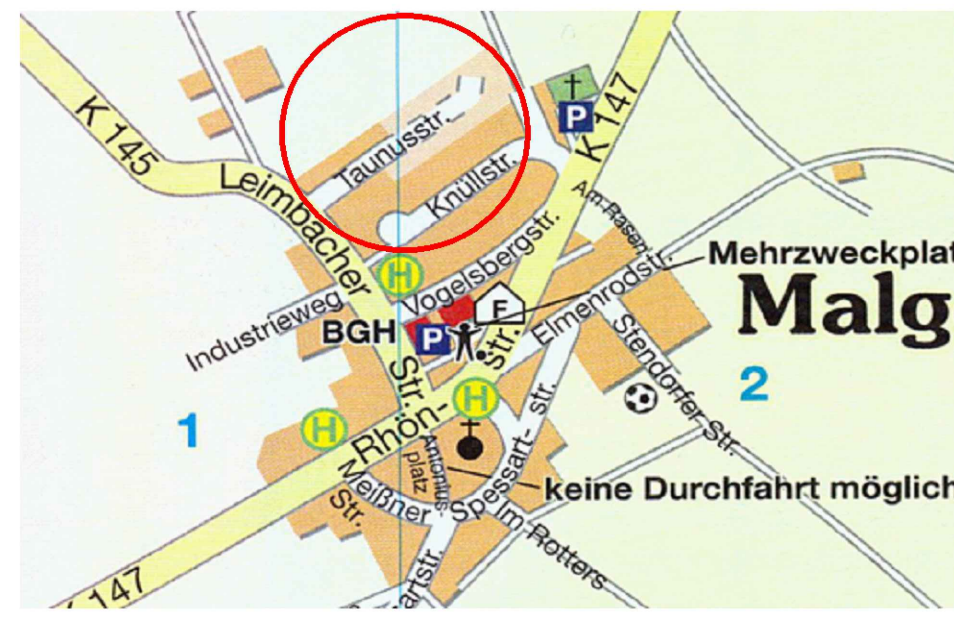 K 145
K 147
P
Taunusstr.
Knüllstr.
Leimbacher
Am Rasen
H
Vogelsbergstr.
Mehrzweckplat
Malg
Industrieweg
BGH
P
F
Elmenrodstr.
Str.
str.
Stendorfer Str.
1
2
H
H
Rhön-
Antonius-
platz
Spessart-
str.
keine Durchfahrt möglich
Meißner
Str.
Im Rotters
artstr.
147